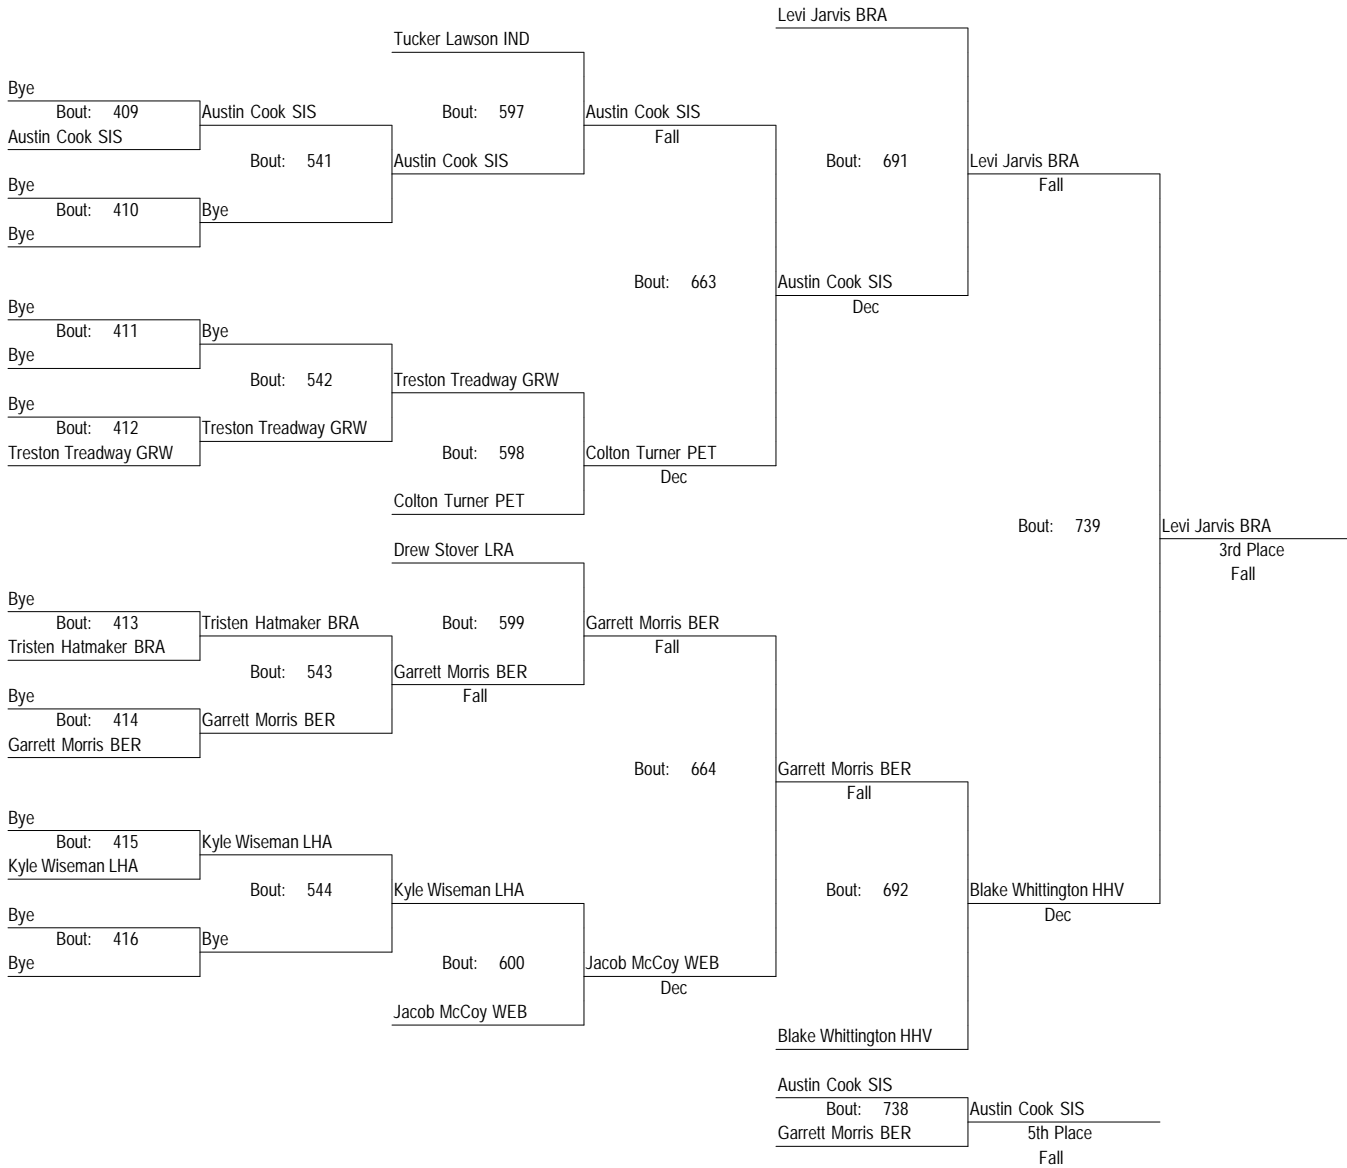 Levi Jarvis BRA
Tucker Lawson IND
Bye
Bout: 409
Austin Cook SIS
Bout: 597
Austin Cook SIS
Austin Cook SIS
Fall
Bout: 541
Austin Cook SIS
Bout: 691
Levi Jarvis BRA
Bye
Fall
Bout: 410
Bye
Bye
Bout: 663
Austin Cook SIS
Bye
Dec
Bout: 411
Bye
Bye
Bout: 542
Treston Treadway GRW
Bye
Bout: 412
Treston Treadway GRW
Treston Treadway GRW
Bout: 598
Colton Turner PET
Dec
Colton Turner PET
Bout: 739
Levi Jarvis BRA
Drew Stover LRA
3rd Place
Fall
Bye
Bout: 413
Tristen Hatmaker BRA
Bout: 599
Garrett Morris BER
Tristen Hatmaker BRA
Fall
Bout: 543
Garrett Morris BER
Bye
Fall
Bout: 414
Garrett Morris BER
Garrett Morris BER
Bout: 664
Garrett Morris BER
Fall
Bye
Bout: 415
Kyle Wiseman LHA
Kyle Wiseman LHA
Bout: 544
Kyle Wiseman LHA
Bout: 692
Blake Whittington HHV
Bye
Dec
Bout: 416
Bye
Bye
Bout: 600
Jacob McCoy WEB
Dec
Jacob McCoy WEB
Blake Whittington HHV
Austin Cook SIS
Bout: 738
Austin Cook SIS
Garrett Morris BER
5th Place
Fall